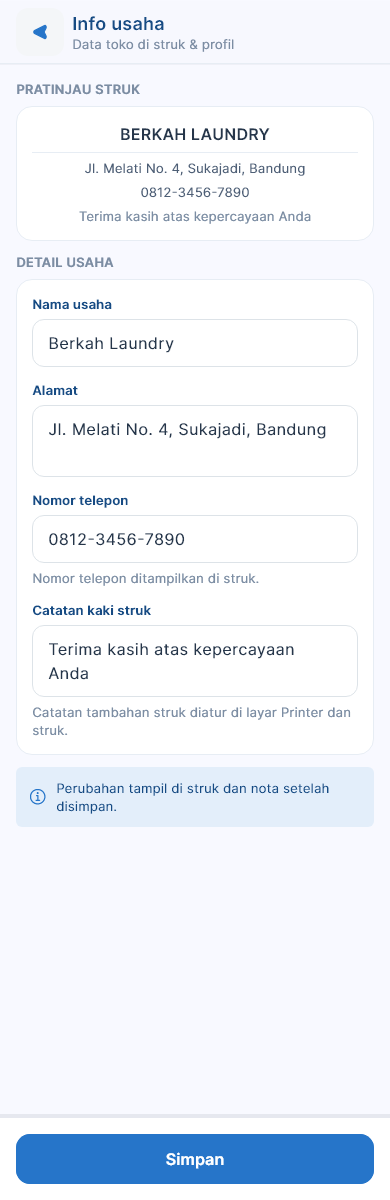 Info usaha
Data toko di struk & profil
PRATINJAU STRUK
BERKAH LAUNDRY
Jl. Melati No. 4, Sukajadi, Bandung
0812-3456-7890
Terima kasih atas kepercayaan Anda
DETAIL USAHA
Nama usaha
Berkah Laundry
Alamat
Jl. Melati No. 4, Sukajadi, Bandung
Nomor telepon
0812-3456-7890
Nomor telepon ditampilkan di struk.
Catatan kaki struk
Terima kasih atas kepercayaan
Anda
Catatan tambahan struk diatur di layar Printer dan
struk.
Perubahan tampil di struk dan nota setelah
disimpan.
Simpan